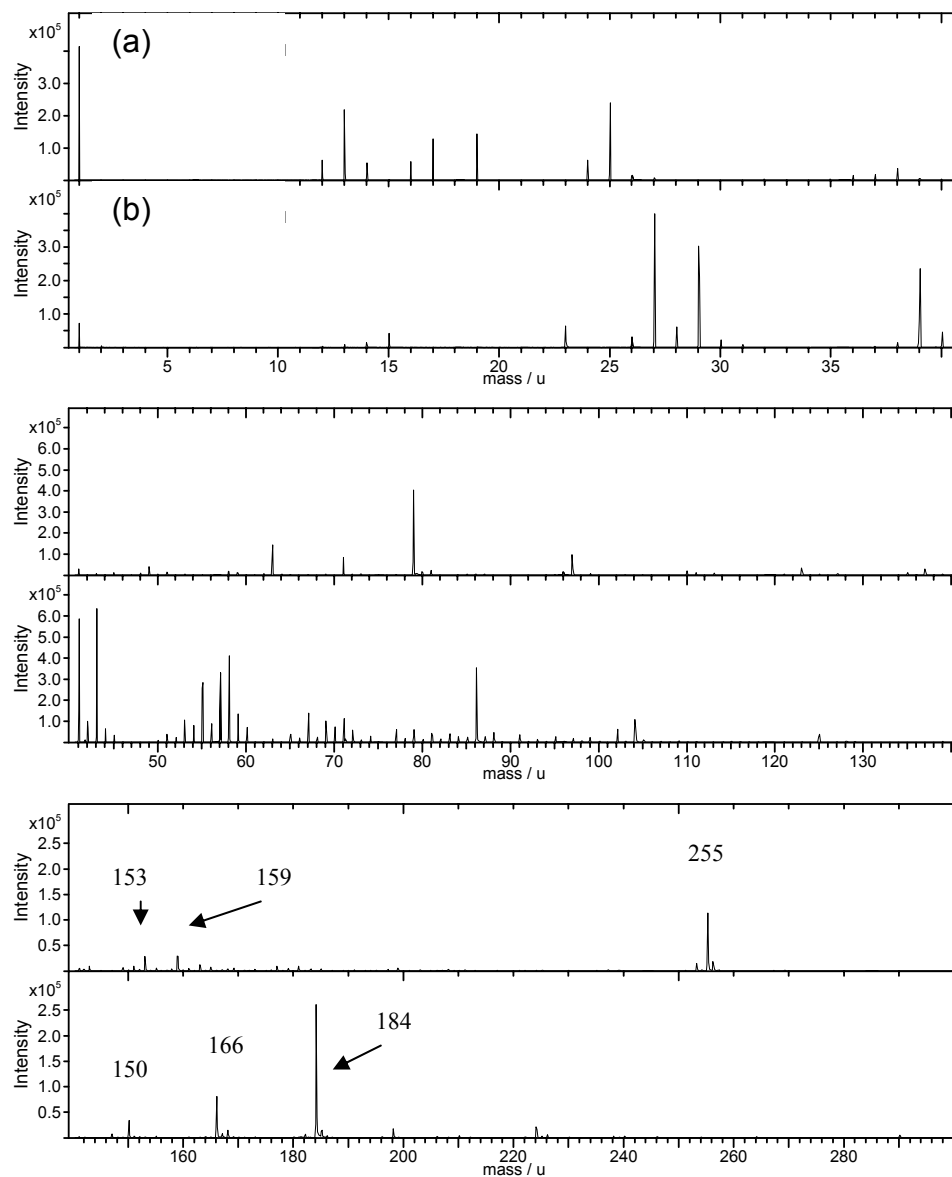 x10⁵
(a)
Intensity
3.0
2.0
1.0
x10⁵
(b)
Intensity
3.0
2.0
1.0
5 10 15 20 25 30 35
mass / u
x10⁵
Intensity
6.0
5.0
4.0
3.0
2.0
1.0
x10⁵
Intensity
6.0
5.0
4.0
3.0
2.0
1.0
50 60 70 80 90 100 110 120 130
mass / u
x10⁵
Intensity
2.5
2.0
1.5
1.0
0.5
153
159
255
x10⁵
Intensity
2.5
2.0
1.5
1.0
0.5
150
166
184
160 180 200 220 240 260 280
mass / u